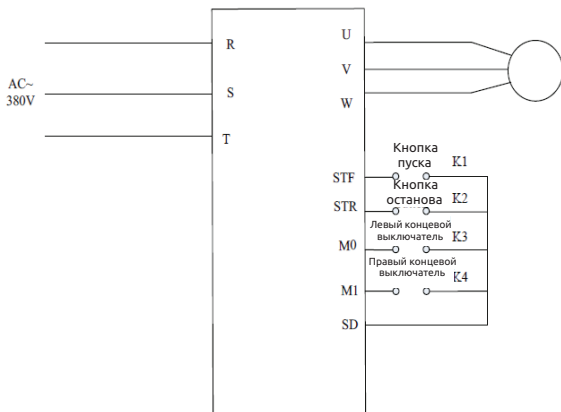 AC~
380V
R
S
T
U
V
W
STF
Кнопка
пуска
K1
STR
Кнопка
останова
K2
M0
Левый концевой
выключатель
K3
M1
Правый концевой
выключатель
K4
SD